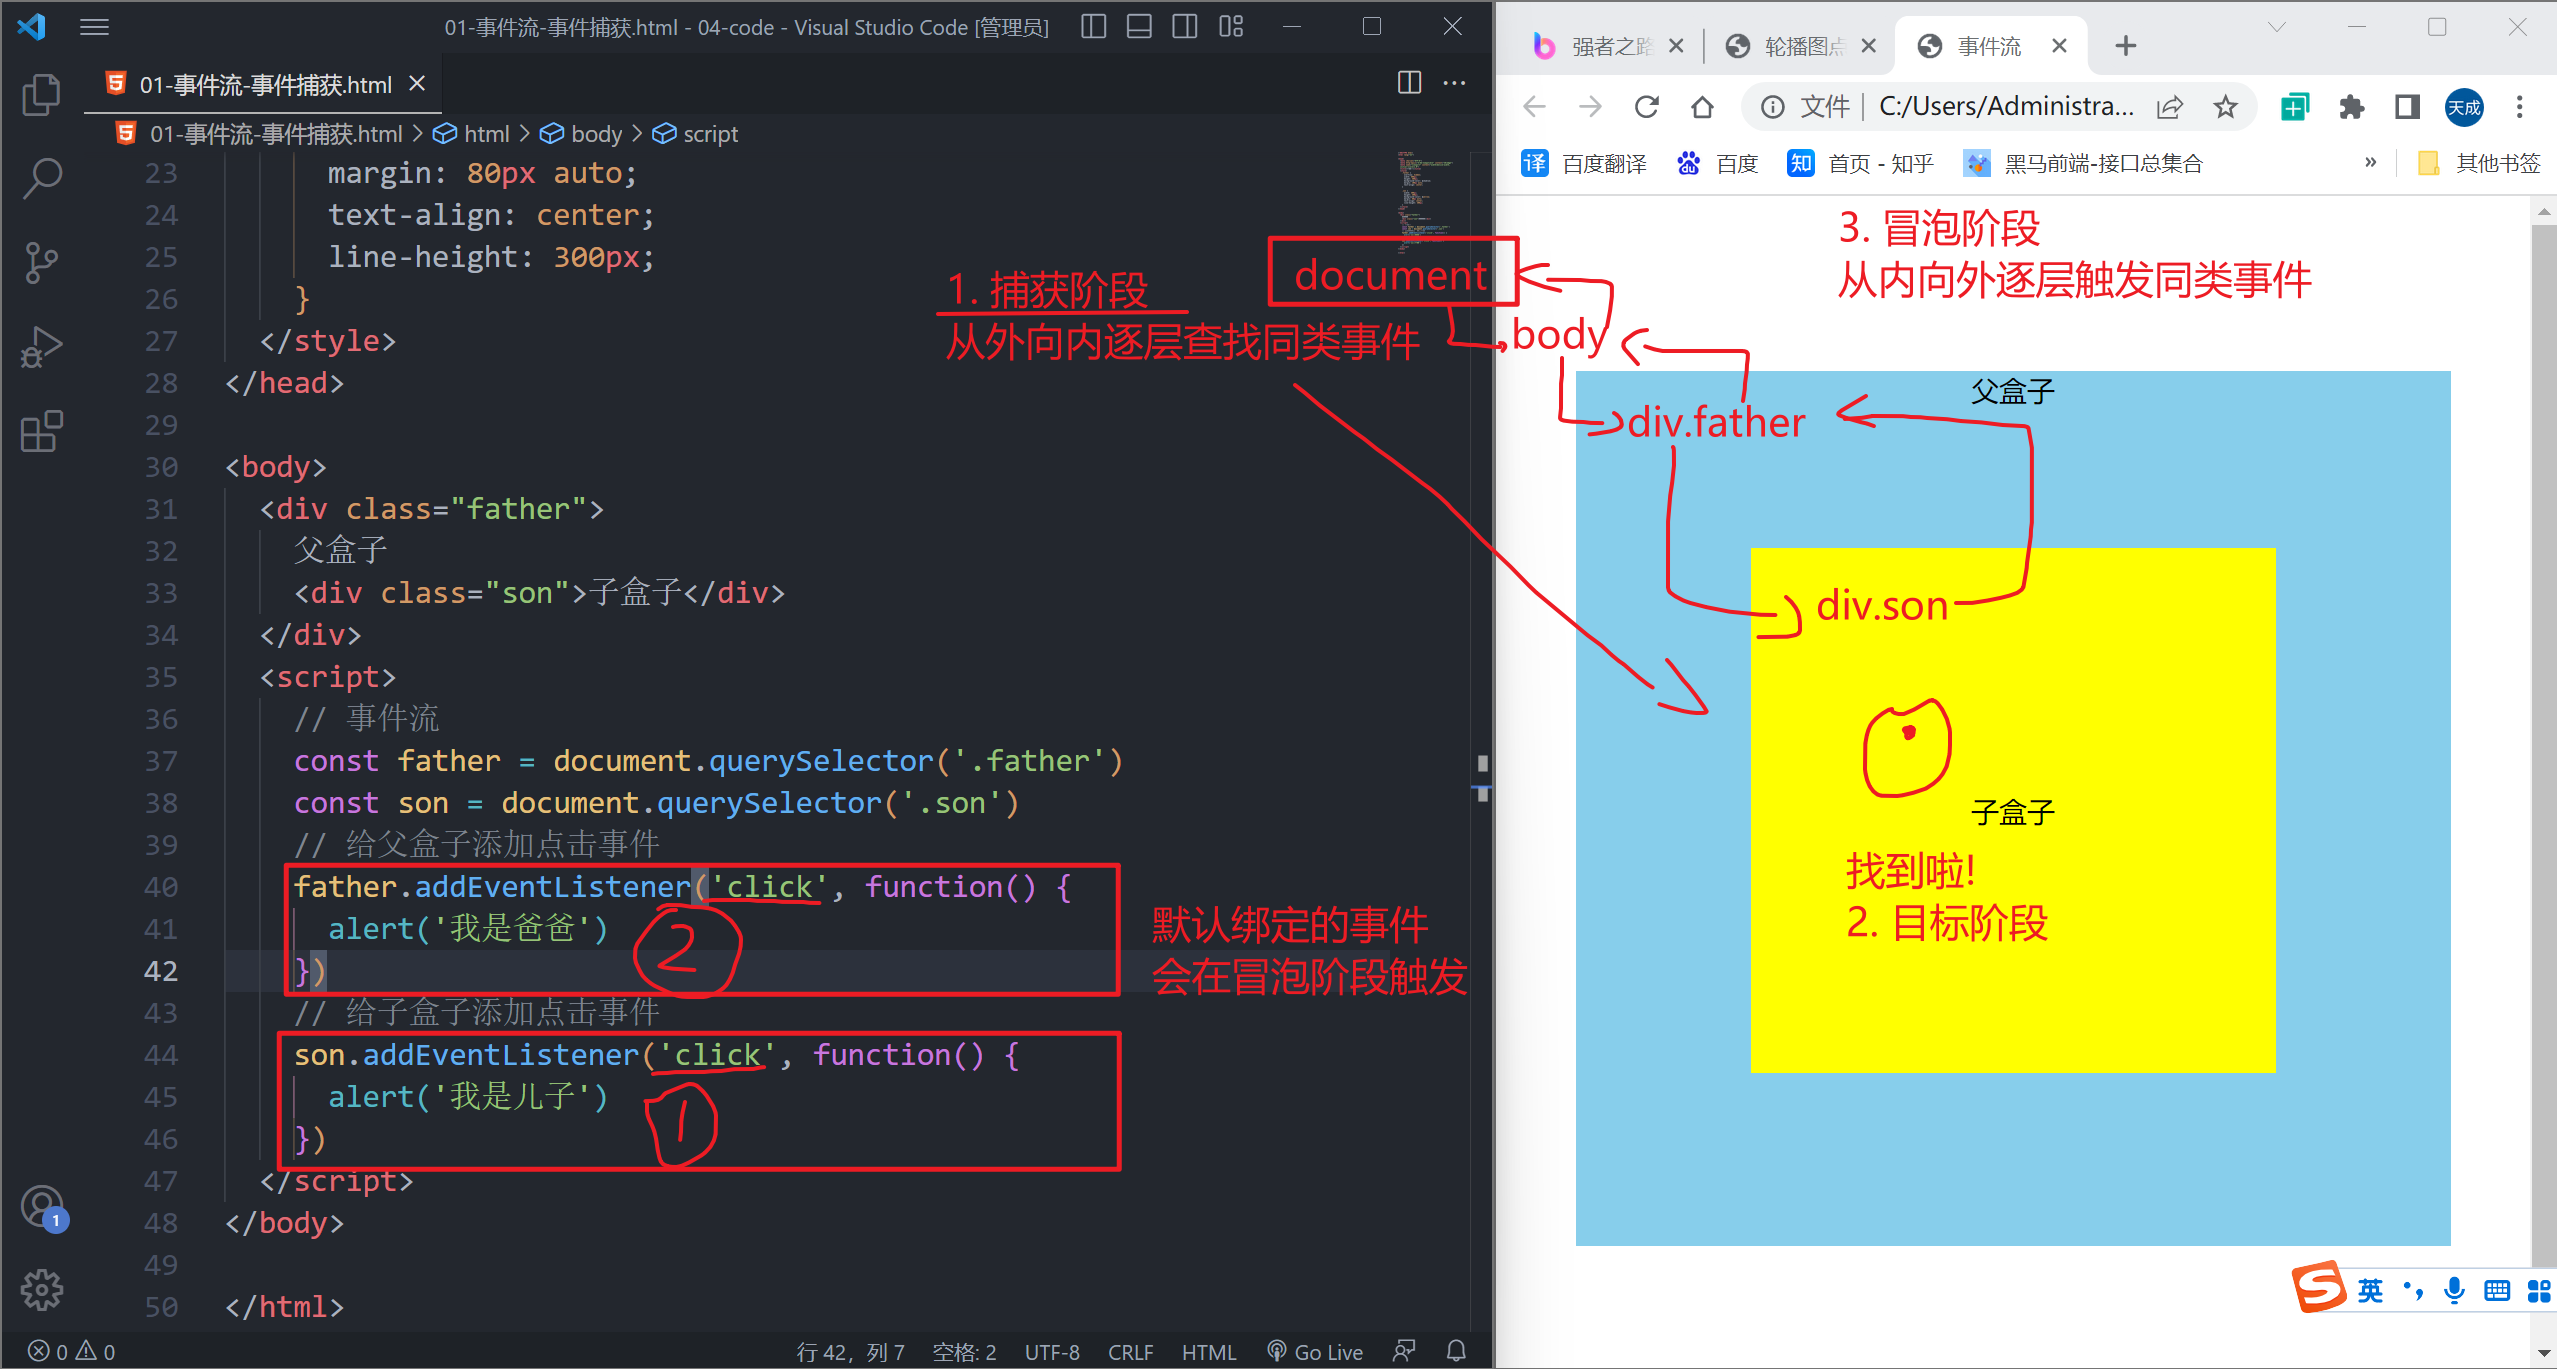 01-事件流-事件捕获.html - 04-code - Visual Studio Code [管理员]
01-事件流-事件捕获.html
01-事件流-事件捕获.html > html > body > script
23 margin: 80px auto;
24 text-align: center;
25 line-height: 300px;
26 }
27 </style>
28 </head>
29
30 <body>
31 <div class="father">
32 父盒子
33 <div class="son">子盒子</div>
34 </div>
35 <script>
36 // 事件流
37 const father = document.querySelector('.father')
38 const son = document.querySelector('.son')
39 // 给父盒子添加点击事件
40 father.addEventListener('click', function() {
41 alert('我是爸爸')
42 })
43 // 给子盒子添加点击事件
44 son.addEventListener('click', function() {
45 alert('我是儿子')
46 })
47 </script>
48 </body>
49
50 </html>
2
1
1. 捕获阶段
从外向内逐层查找同类事件
默认绑定的事件
会在冒泡阶段触发
1
0 0
行 42，列 7 空格: 2 UTF-8 CRLF HTML Go Live
强者之路
轮播图点
事件流
文件 C:/Users/Administra...
天成
译 百度翻译
du 百度
知 首页 - 知乎
黑马前端-接口总集合
»
其他书签
3. 冒泡阶段
从内向外逐层触发同类事件
document
body
父盒子
div.father
div.son
子盒子
找到啦!
2. 目标阶段
英